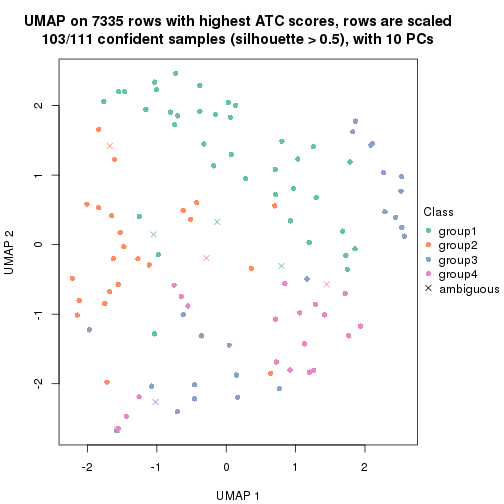 UMAP on 7335 rows with highest ATC scores, rows are scaled
103/111 confident samples (silhouette > 0.5), with 10 PCs
2
1
0
-1
-2
UMAP 2
-2
-1
0
1
2
UMAP 1
Class
group1
group2
group3
group4
ambiguous